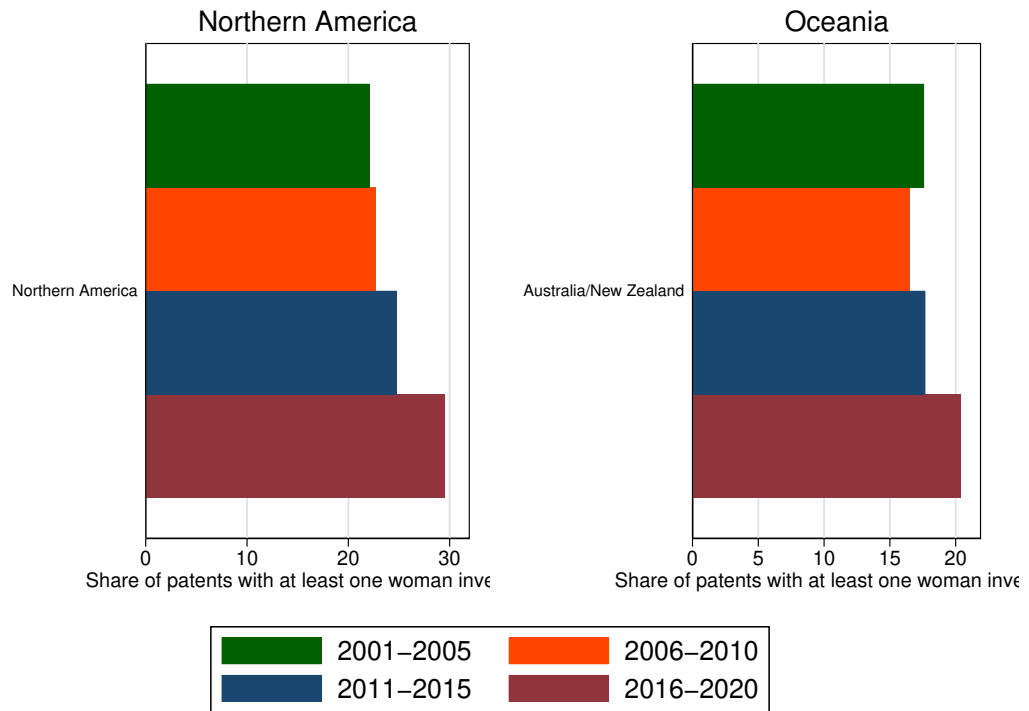 Northern America
Oceania
Northern America
Australia/New Zealand
0 10 20 30
0 5 10 15 20
Share of patents with at least one woman inve
Share of patents with at least one woman inve
2001−2005 2006−2010
2011−2015 2016−2020